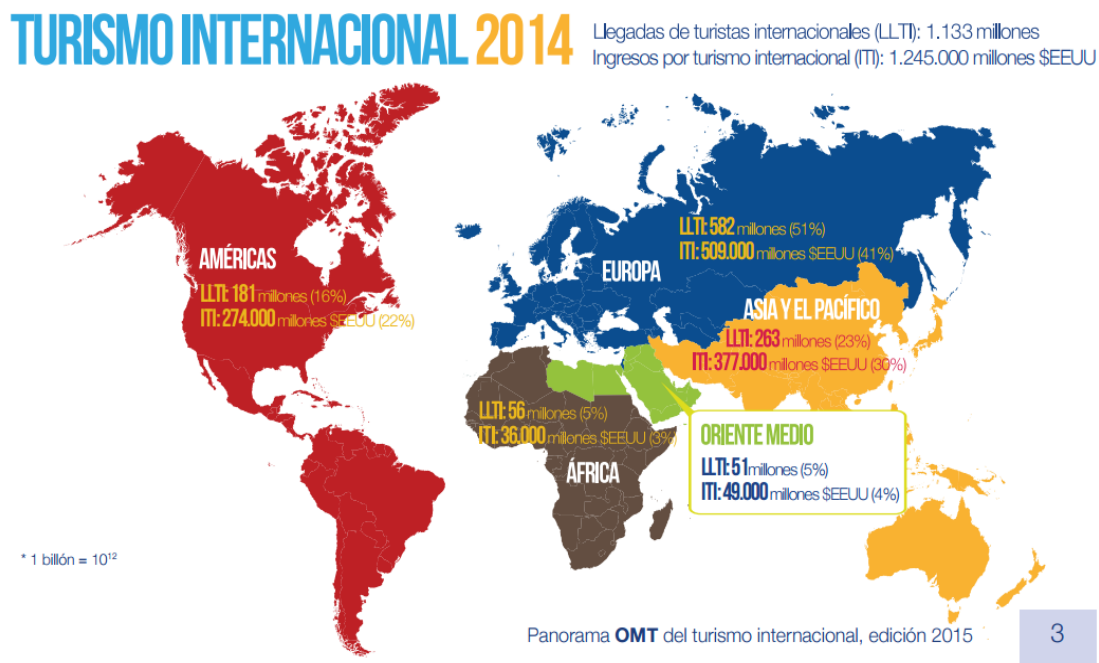 TURISMO INTERNACIONAL 2014
Llegadas de turistas internacionales (LLTI): 1.133 millones
Ingresos por turismo internacional (ITI): 1.245.000 millones $EEUU
AMÉRICAS
LLTI: 181 millones (16%)
ITI: 274.000 millones $EEUU (22%)
EUROPA
LLTI: 582 millones (51%)
ITI: 509.000 millones $EEUU (41%)
ASIA Y EL PACÍFICO
LLTI: 263 millones (23%)
ITI: 377.000 millones $EEUU (30%)
ÁFRICA
LLTI: 56 millones (5%)
ITI: 36.000 millones $EEUU (3%)
ORIENTE MEDIO
LLTI: 51 millones (5%)
ITI: 49.000 millones $EEUU (4%)
* 1 billón = 10¹²
Panorama OMT del turismo internacional, edición 2015
3